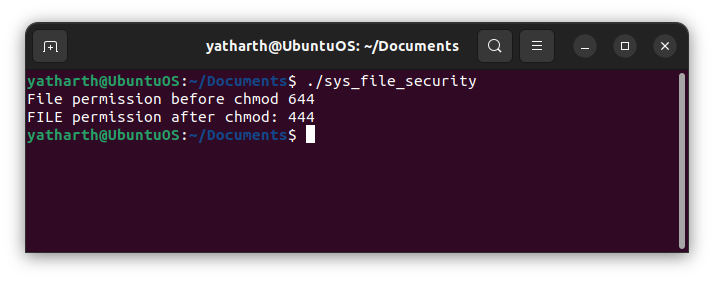 yatharth@UbuntuOS: ~/Documents
yatharth@UbuntuOS:~/Documents$ ./sys_file_security
File permission before chmod 644
FILE permission after chmod: 444
yatharth@UbuntuOS:~/Documents$